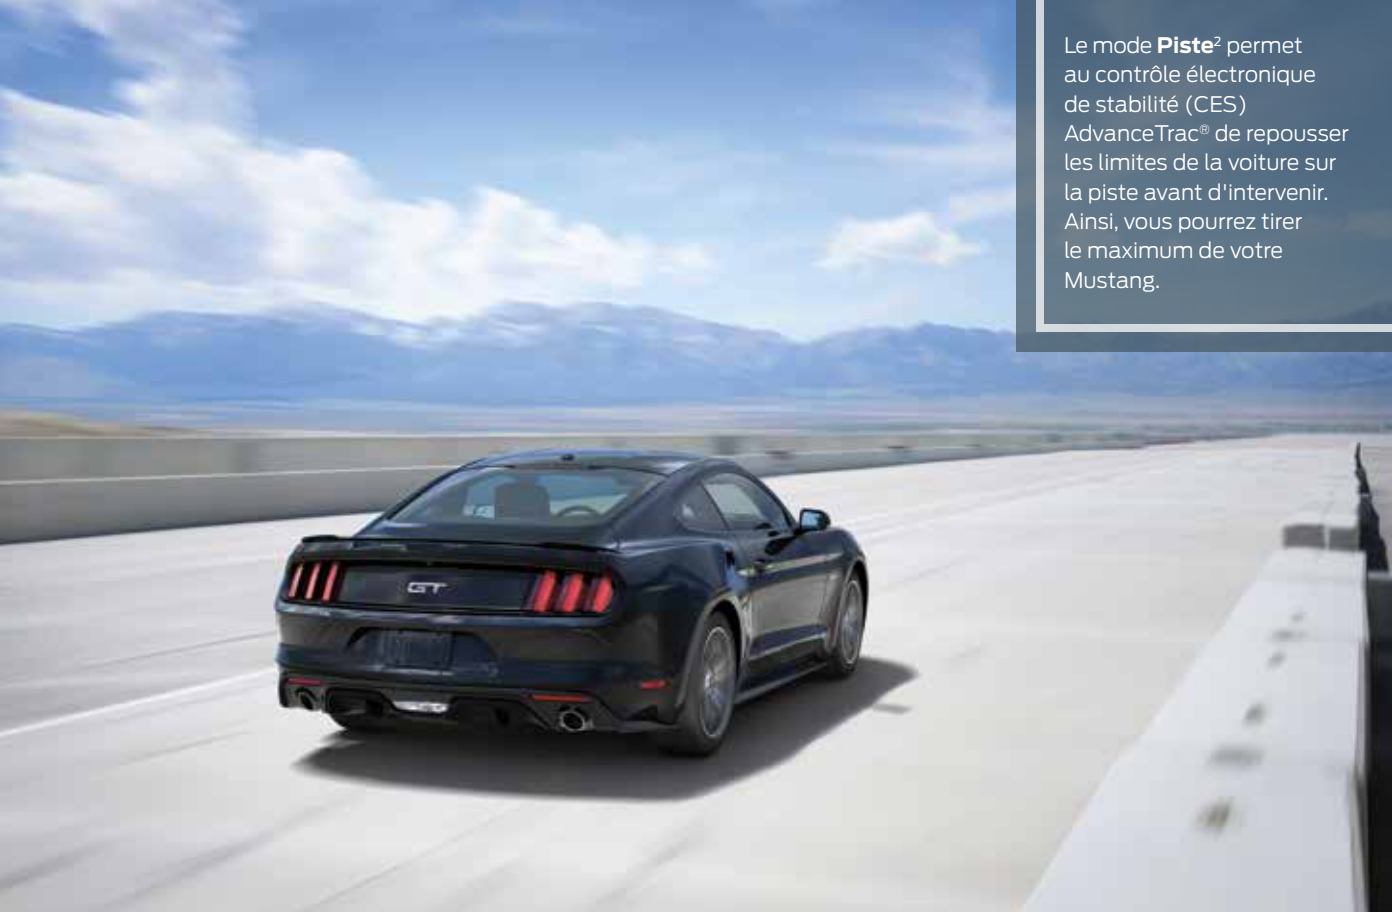 Le mode Piste² permet
au contrôle électronique
de stabilité (CES)
AdvanceTrac® de repousser
les limites de la voiture sur
la piste avant d'intervenir.
Ainsi, vous pourrez tirer
le maximum de votre
Mustang.
GT